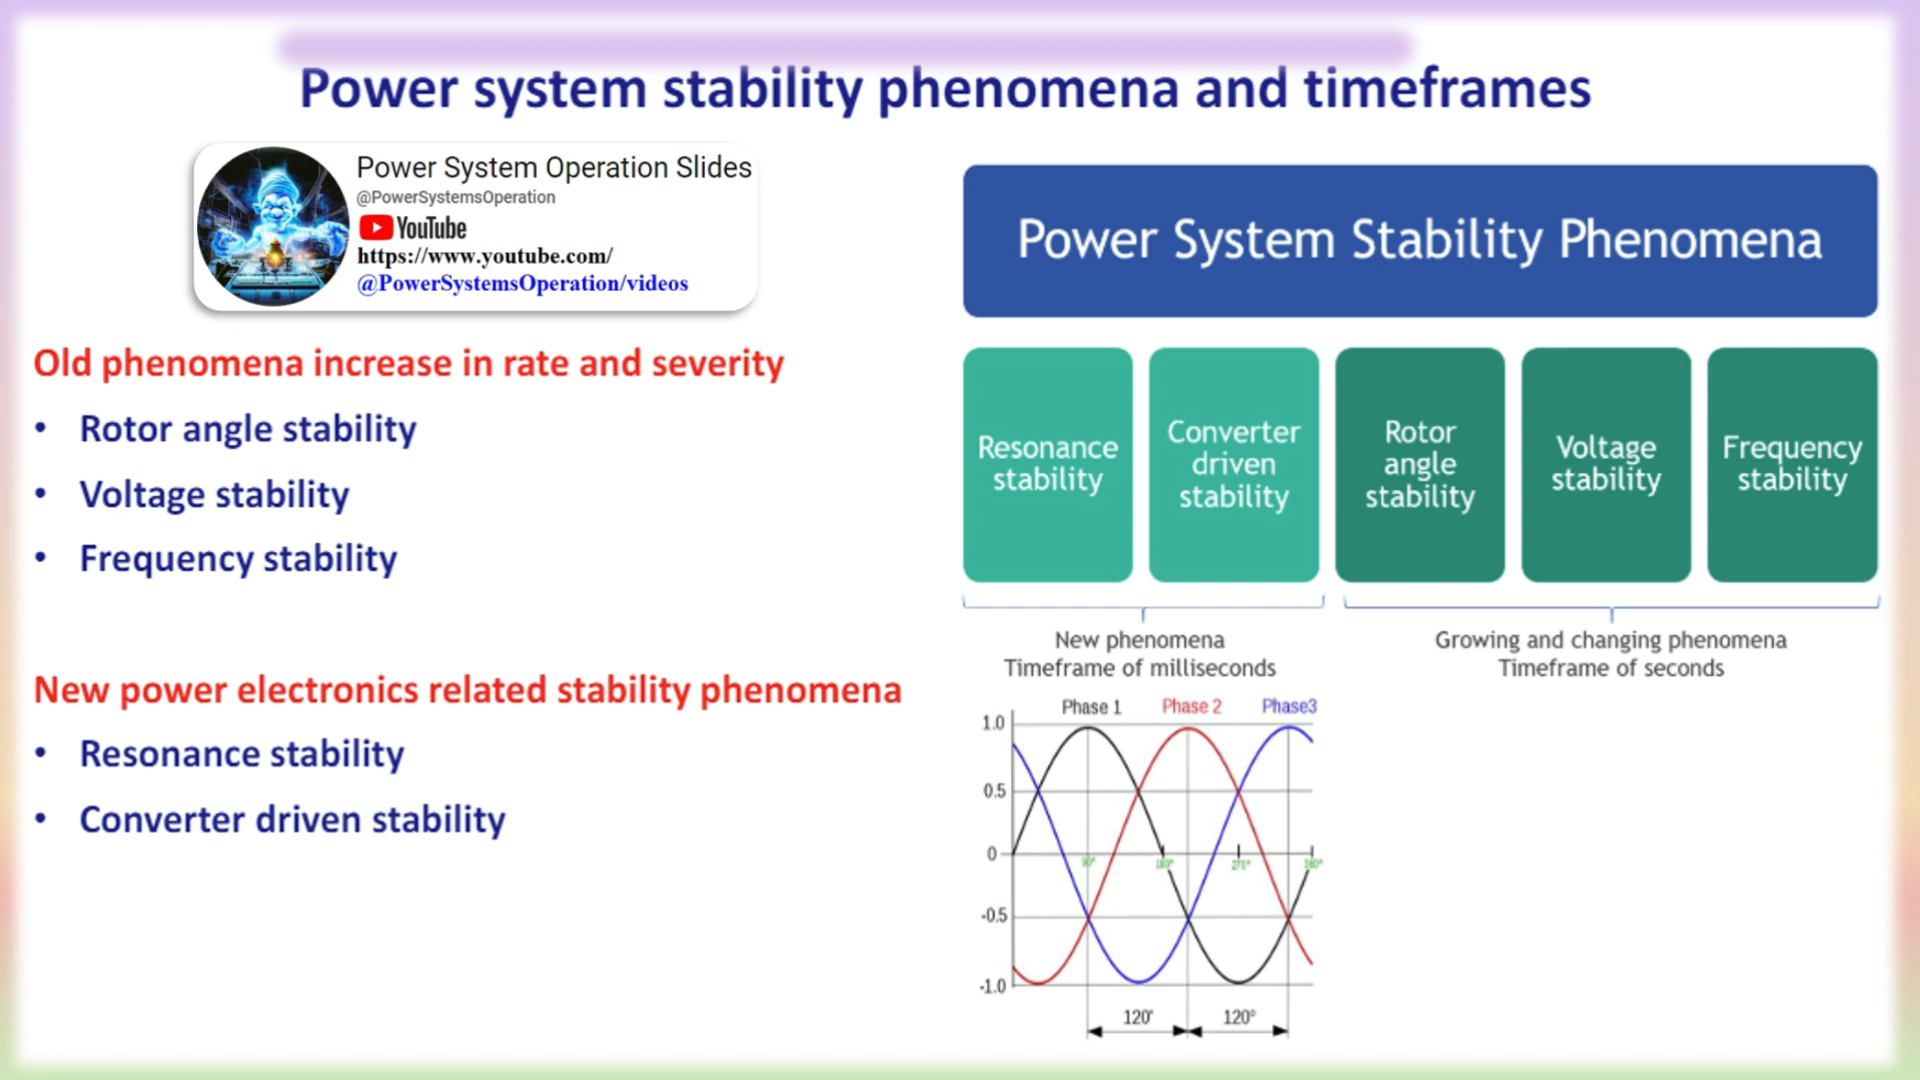 Power system stability phenomena and timeframes
Power System Operation Slides
@PowerSystemsOperation
YouTube
https://www.youtube.com/
@PowerSystemsOperation/videos
Old phenomena increase in rate and severity
• Rotor angle stability
• Voltage stability
• Frequency stability
New power electronics related stability phenomena
• Resonance stability
• Converter driven stability
Power System Stability Phenomena
Resonance
stability
Converter
driven
stability
Rotor
angle
stability
Voltage
stability
Frequency
stability
New phenomena
Timeframe of milliseconds
Growing and changing phenomena
Timeframe of seconds
Phase 1 Phase 2 Phase3
1.0
0.5
0
90° 180° 270° 360°
-0.5
-1.0
120° 120°